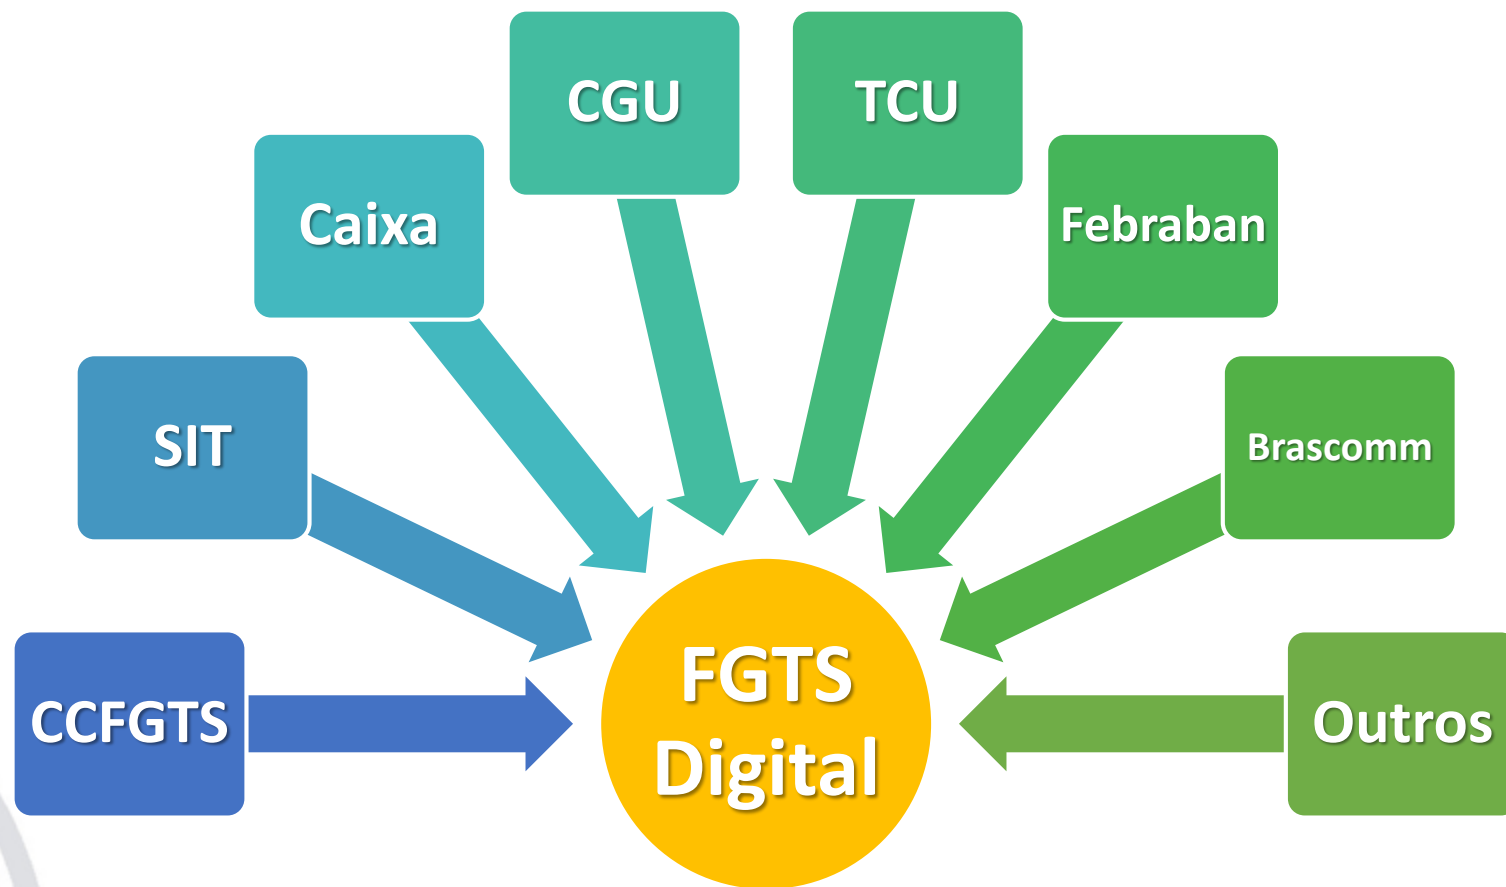 CGU
TCU
Caixa
Febraban
SIT
Brascomm
CCFGTS
FGTS
Digital
Outros